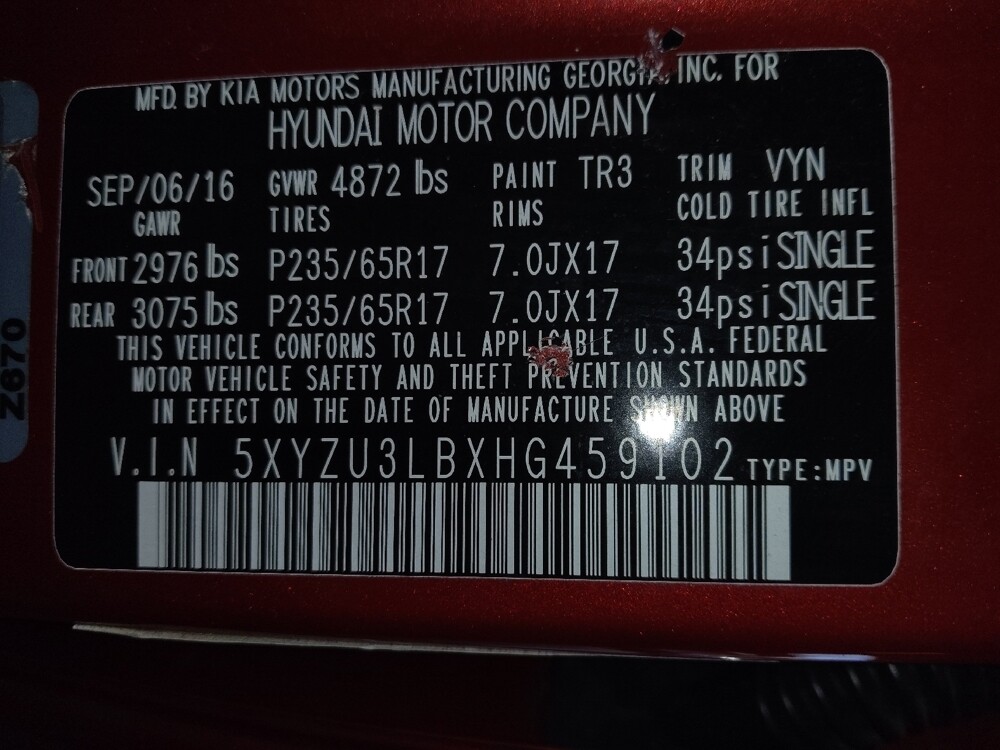 MFD. BY KIA MOTORS MANUFACTURING GEORGIA, INC. FOR
HYUNDAI MOTOR COMPANY
SEP/06/16 GVWR 4872 lbs PAINT TR3 TRIM VYN
GAWR TIRES RIMS COLD TIRE INFL
FRONT 2976 lbs P235/65R17 7.0JX17 34psi SINGLE
REAR 3075 lbs P235/65R17 7.0JX17 34psi SINGLE
THIS VEHICLE CONFORMS TO ALL APPLICABLE U.S.A. FEDERAL
MOTOR VEHICLE SAFETY AND THEFT PREVENTION STANDARDS
IN EFFECT ON THE DATE OF MANUFACTURE SHOWN ABOVE
V.I.N 5XYZU3LBXHG459102 TYPE:MPV
Z670